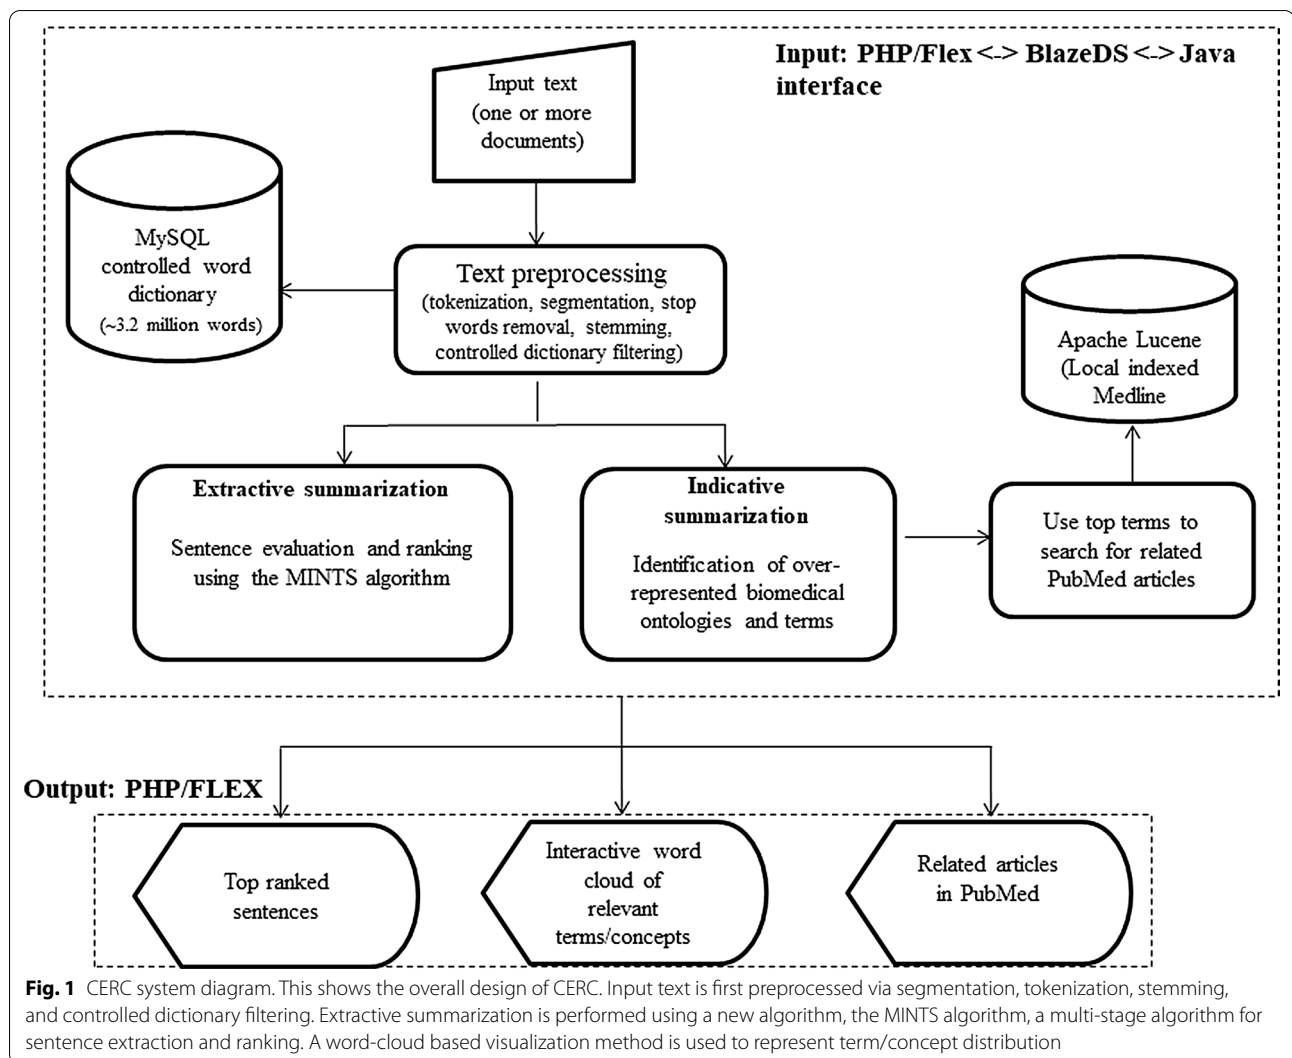 Input: PHP/Flex <-> BlazeDS <-> Java
interface
Input text
(one or more
documents)
MySQL
controlled word
dictionary
(~3.2 million words)
Text preprocessing
(tokenization, segmentation, stop
words removal, stemming,
controlled dictionary filtering)
Apache Lucene
(Local indexed
Medline
Extractive summarization
Sentence evaluation and ranking
using the MINTS algorithm
Indicative
summarization
Identification of over-
represented biomedical
ontologies and terms
Use top terms to
search for related
PubMed articles
Output: PHP/FLEX
Top ranked
sentences
Interactive word
cloud of
relevant
terms/concepts
Related articles
in PubMed
Fig. 1 CERC system diagram. This shows the overall design of CERC. Input text is first preprocessed via segmentation, tokenization, stemming,
and controlled dictionary filtering. Extractive summarization is performed using a new algorithm, the MINTS algorithm, a multi-stage algorithm for
sentence extraction and ranking. A word-cloud based visualization method is used to represent term/concept distribution